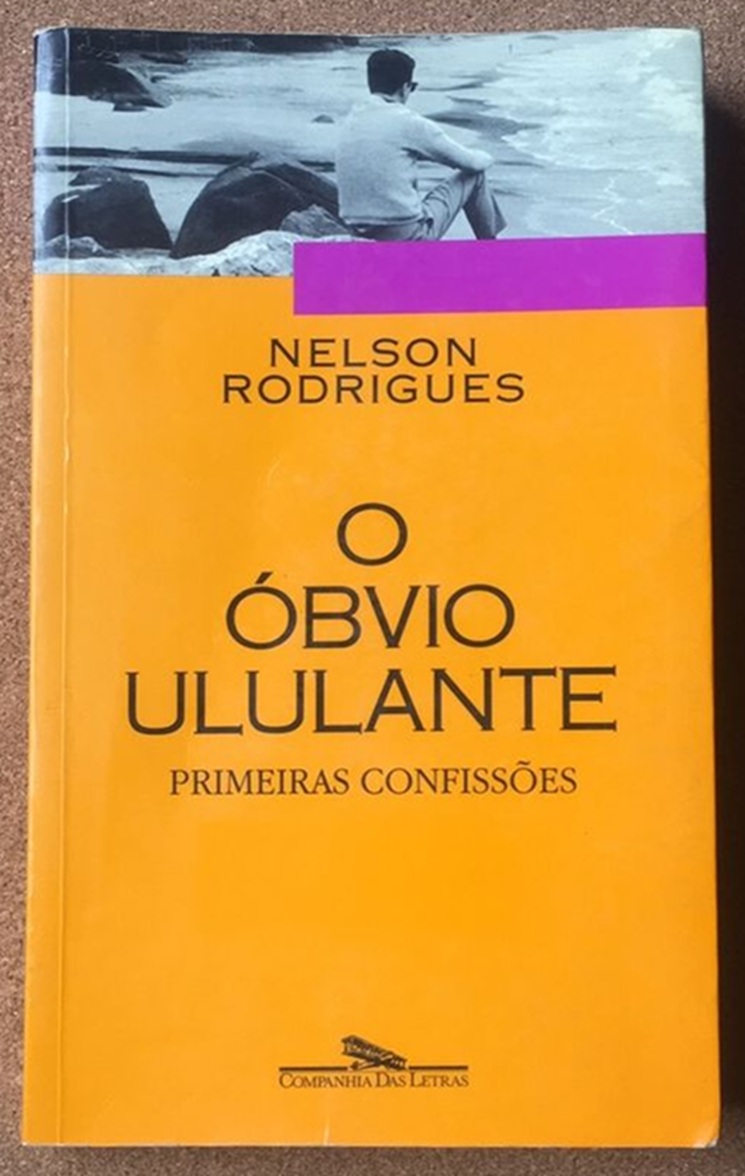 NELSON
RODRIGUES
O
ÓBVIO
ULULANTE
PRIMEIRAS CONFISSÕES
COMPANHIA DAS LETRAS